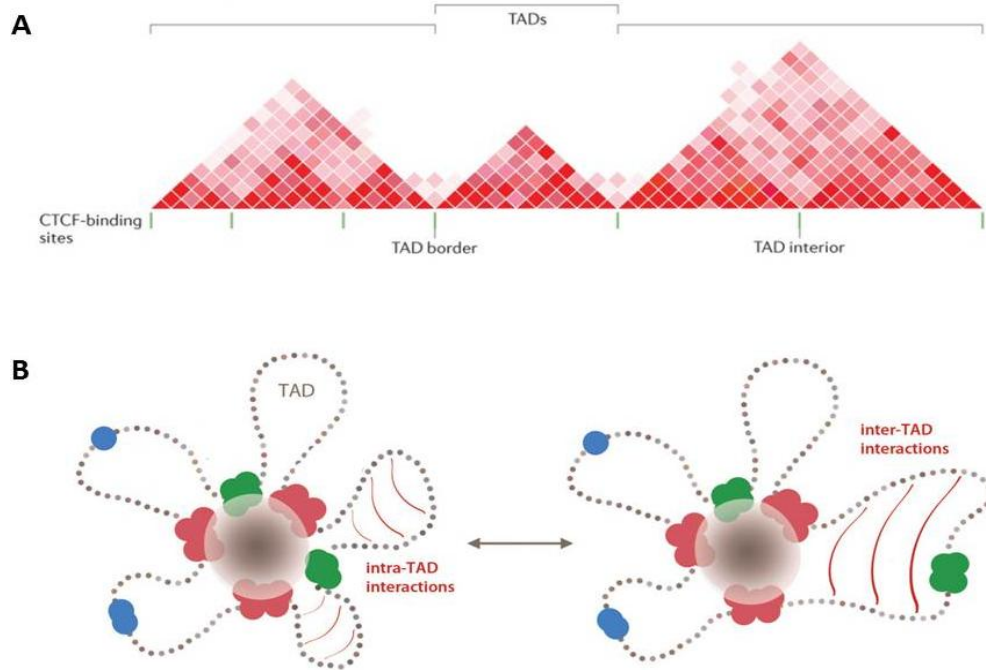 A
TADs
CTCF-binding
sites
TAD border
TAD interior
B
TAD
intra-TAD
interactions
inter-TAD
interactions